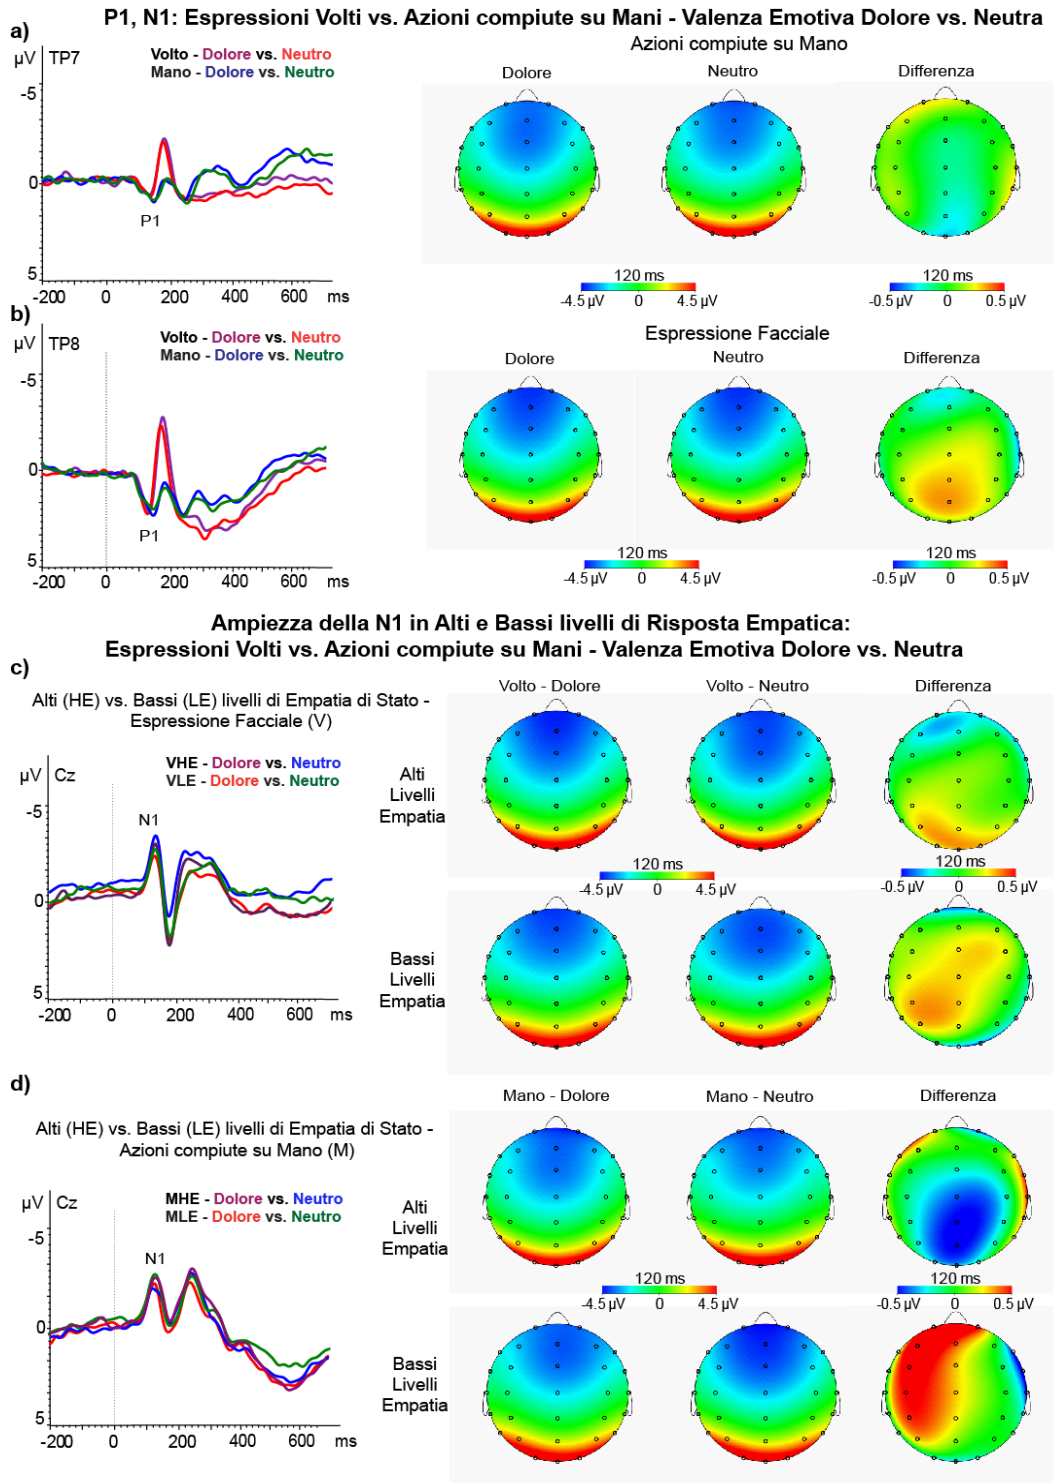 P1, N1: Espressioni Volti vs. Azioni compiute su Mani - Valenza Emotiva Dolore vs. Neutra
a)
Azioni compiute su Mano
µV TP7
Volto - Dolore vs. Neutro
Mano - Dolore vs. Neutro
Dolore Neutro Differenza
-5
0
P1
5
-200 0 200 400 600 ms
120 ms
-4.5 µV 0 4.5 µV
120 ms
-0.5 µV 0 0.5 µV
b)
Espressione Facciale
µV TP8
Volto - Dolore vs. Neutro
Mano - Dolore vs. Neutro
Dolore Neutro Differenza
-5
0
P1
5
-200 0 200 400 600 ms
120 ms
-4.5 µV 0 4.5 µV
120 ms
-0.5 µV 0 0.5 µV
Ampiezza della N1 in Alti e Bassi livelli di Risposta Empatica:
Espressioni Volti vs. Azioni compiute su Mani - Valenza Emotiva Dolore vs. Neutra
c)
Alti (HE) vs. Bassi (LE) livelli di Empatia di Stato -
Espressione Facciale (V)
Volto - Dolore Volto - Neutro Differenza
µV Cz
VHE - Dolore vs. Neutro
VLE - Dolore vs. Neutro
-5
N1
0
5
-200 0 200 400 600 ms
Alti
Livelli
Empatia
120 ms
-4.5 µV 0 4.5 µV
120 ms
-0.5 µV 0 0.5 µV
Bassi
Livelli
Empatia
d)
Alti (HE) vs. Bassi (LE) livelli di Empatia di Stato -
Azioni compiute su Mano (M)
Mano - Dolore Mano - Neutro Differenza
µV Cz
MHE - Dolore vs. Neutro
MLE - Dolore vs. Neutro
-5
N1
0
5
-200 0 200 400 600 ms
Alti
Livelli
Empatia
120 ms
-4.5 µV 0 4.5 µV
120 ms
-0.5 µV 0 0.5 µV
Bassi
Livelli
Empatia